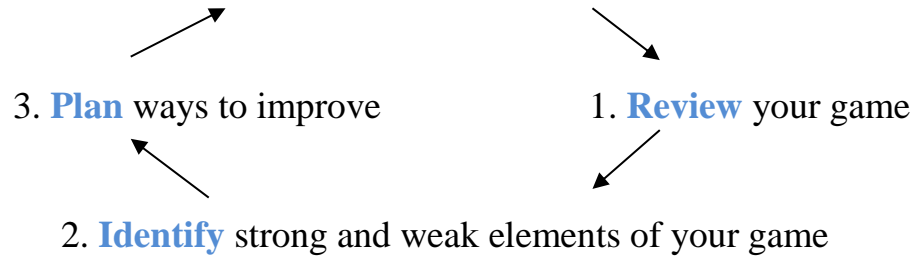 3. Plan ways to improve
1. Review your game
2. Identify strong and weak elements of your game